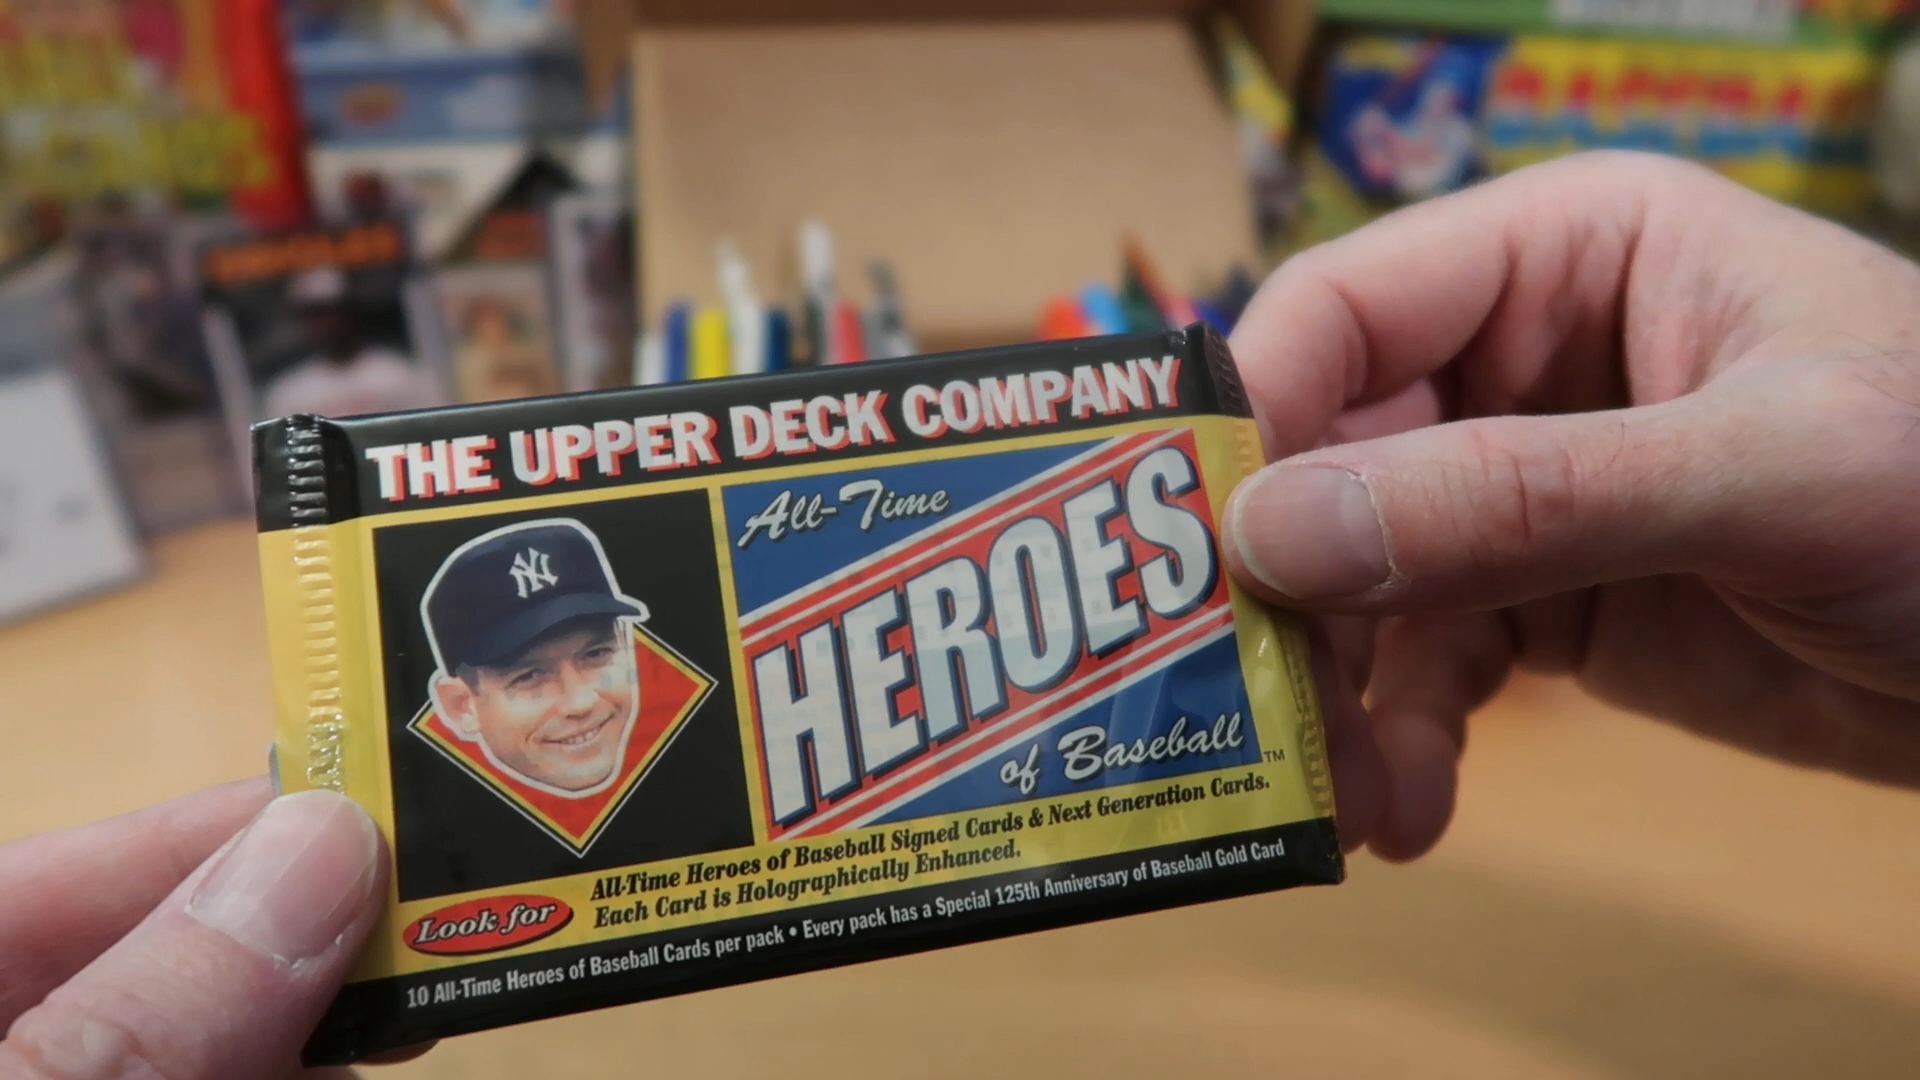 THE UPPER DECK COMPANY
NY
All-Time
HEROES
of Baseball TM
Look for
All-Time Heroes of Baseball Signed Cards & Next Generation Cards.
Each Card is Holographically Enhanced.
10 All-Time Heroes of Baseball Cards per pack • Every pack has a Special 125th Anniversary of Baseball Gold Card